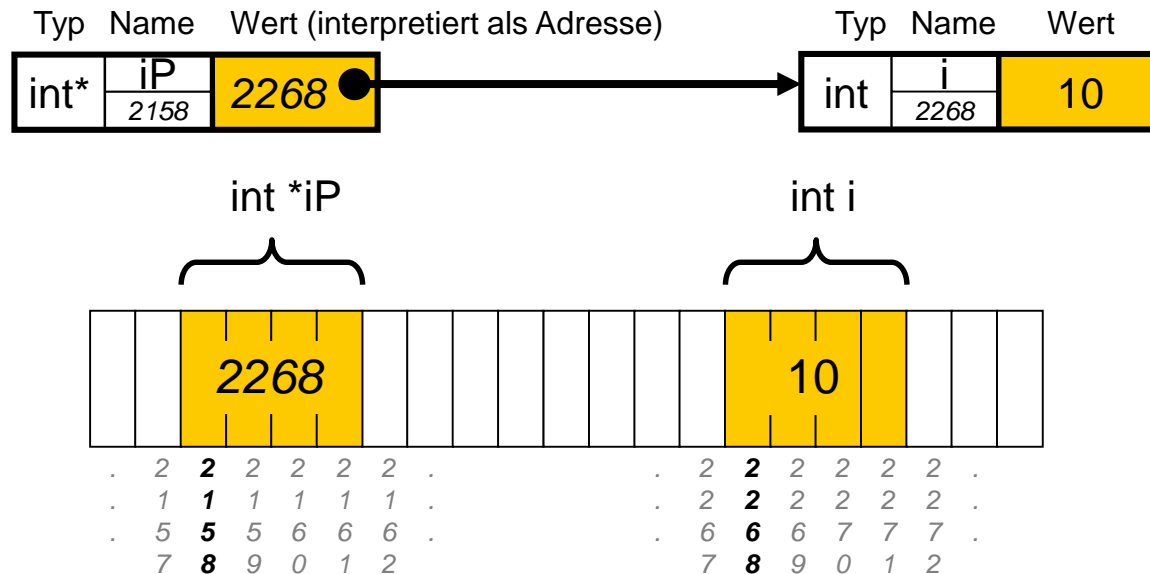 Typ Name Wert (interpretiert als Adresse) Typ Name Wert
int* iP 2268 int i 10
2158 2268
int *iP int i
2268 10
. 2 2 2 2 2 2 . . 2 2 2 2 2 2 .
. 1 1 1 1 1 1 . . 2 2 2 2 2 2 .
. 5 5 5 6 6 6 . . 6 6 6 7 7 7 .
7 8 9 0 1 2 7 8 9 0 1 2